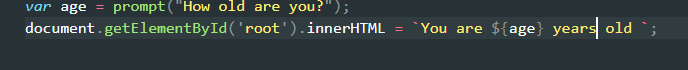 var age = prompt("How old are you?");
document.getElementById('root').innerHTML = `You are ${age} years old `;